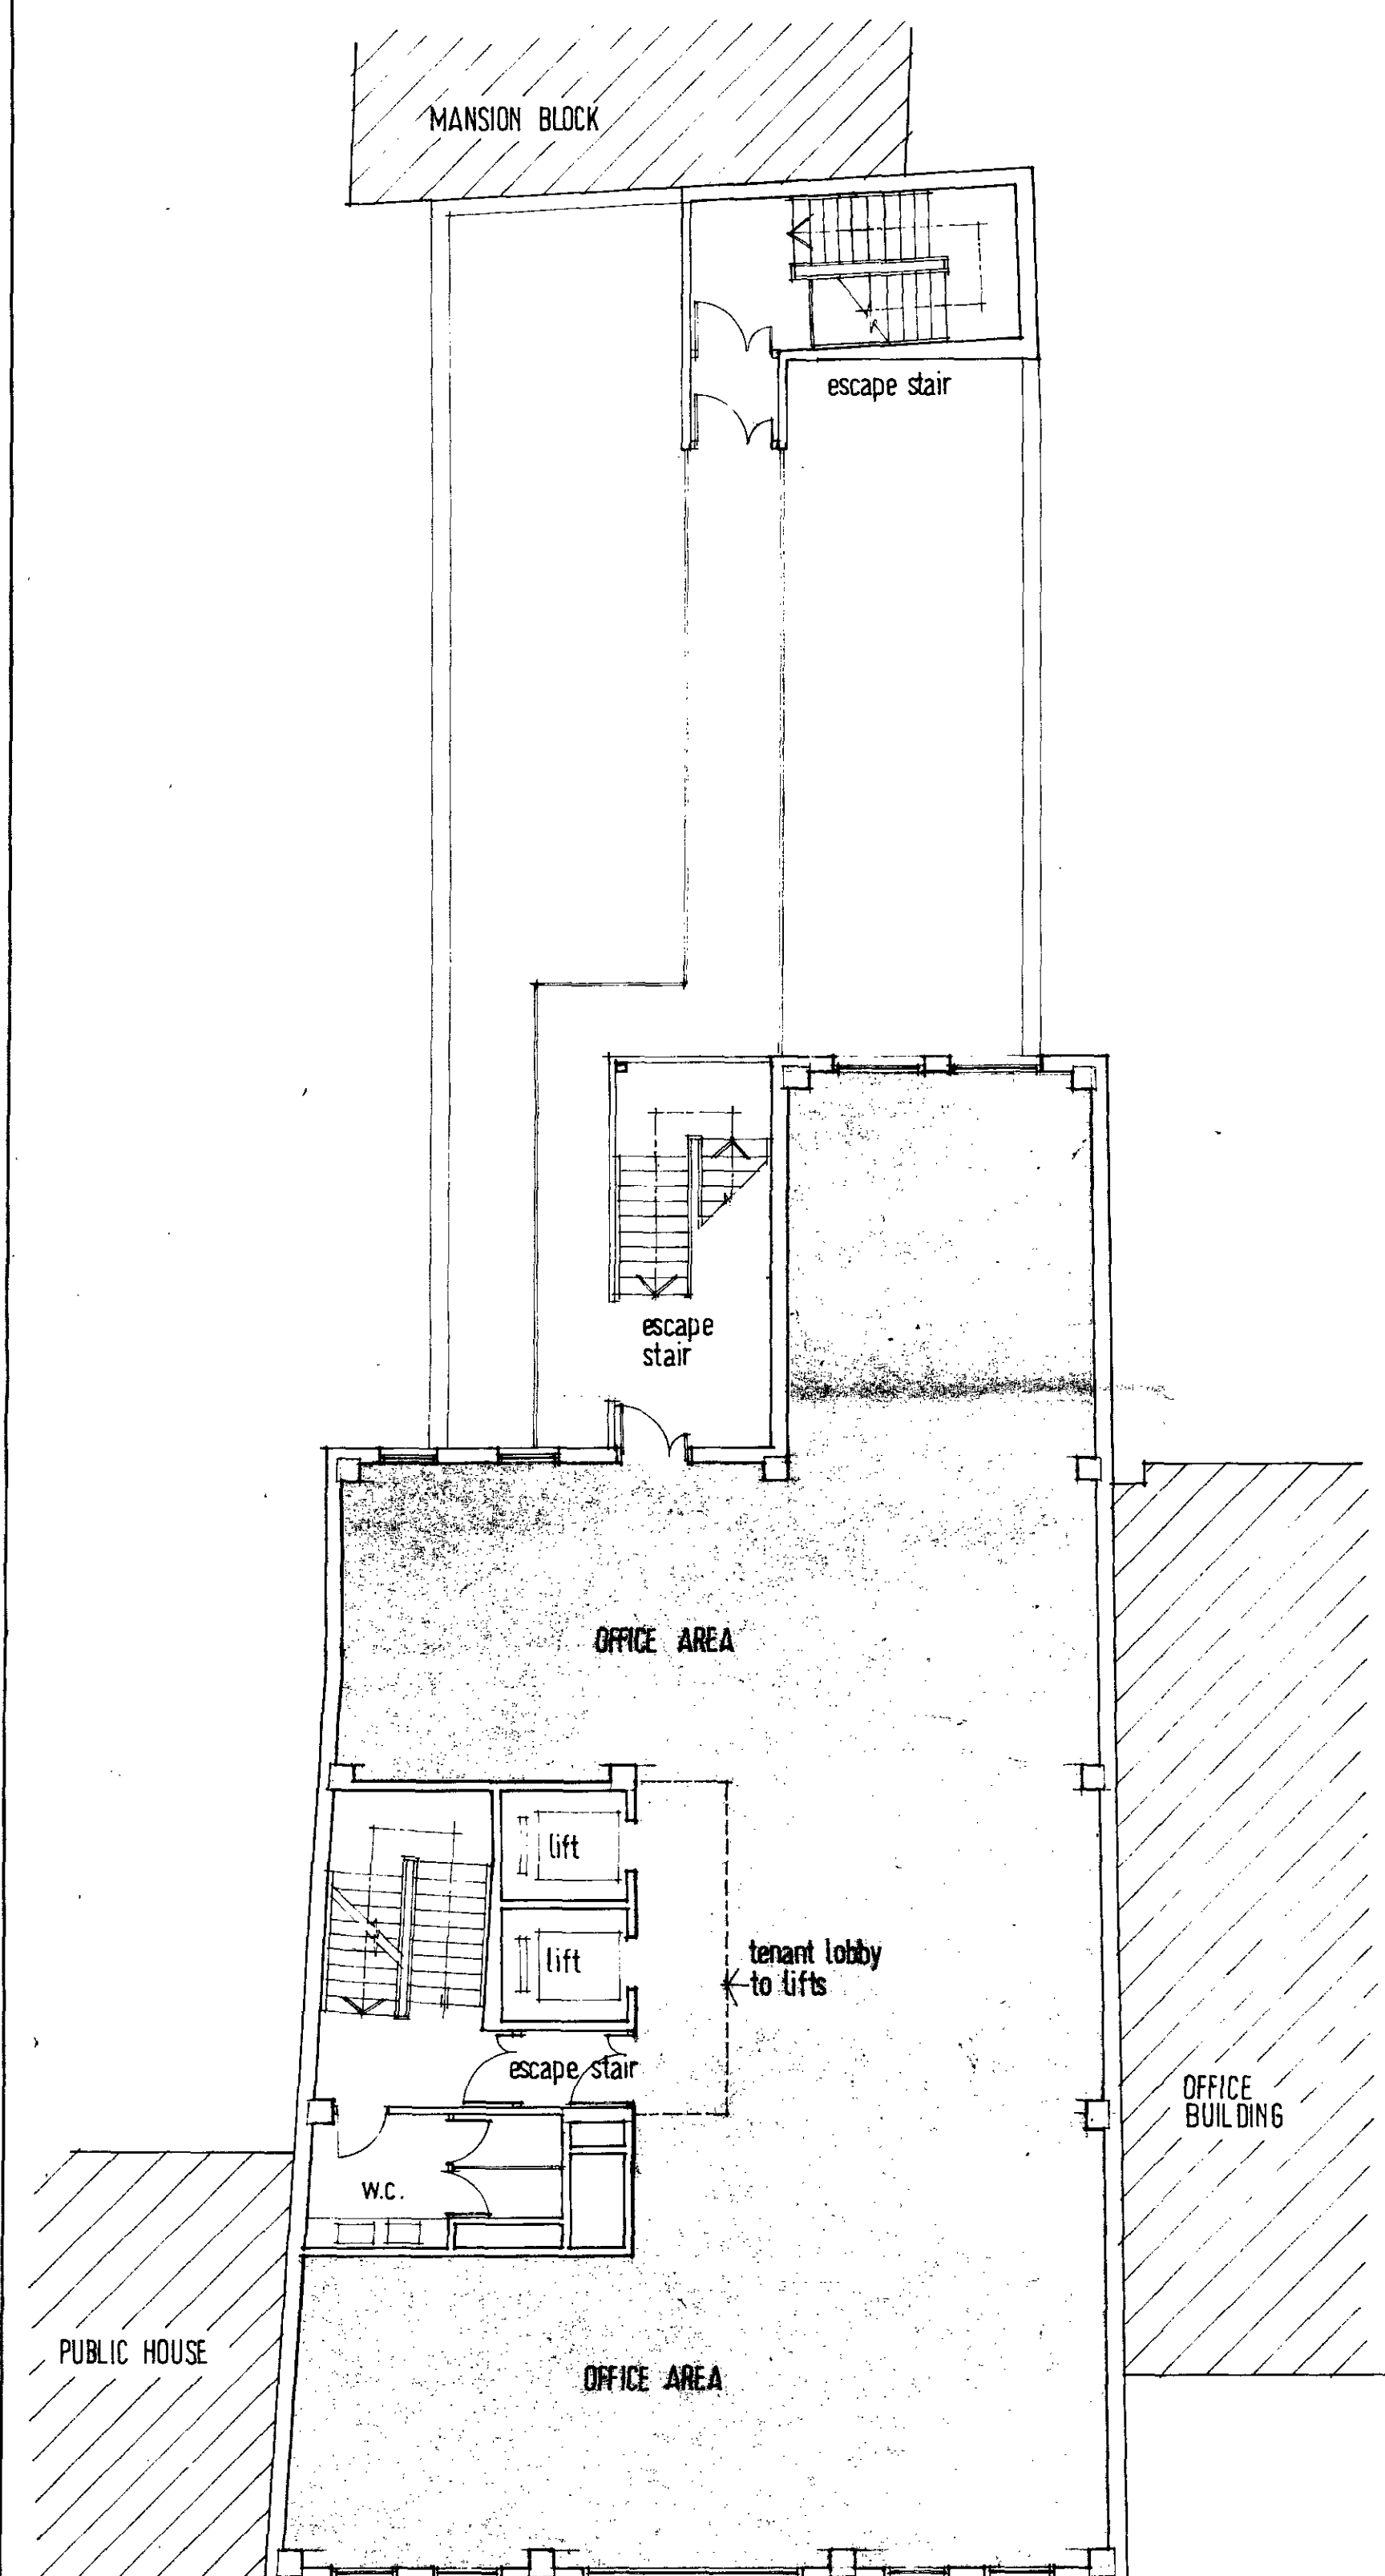 MANSION BLOCK
escape stair
escape
stair
OFFICE AREA
lift
lift
tenant lobby
to lifts
escape stair
OFFICE
BUILDING
W.C.
PUBLIC HOUSE
OFFICE AREA